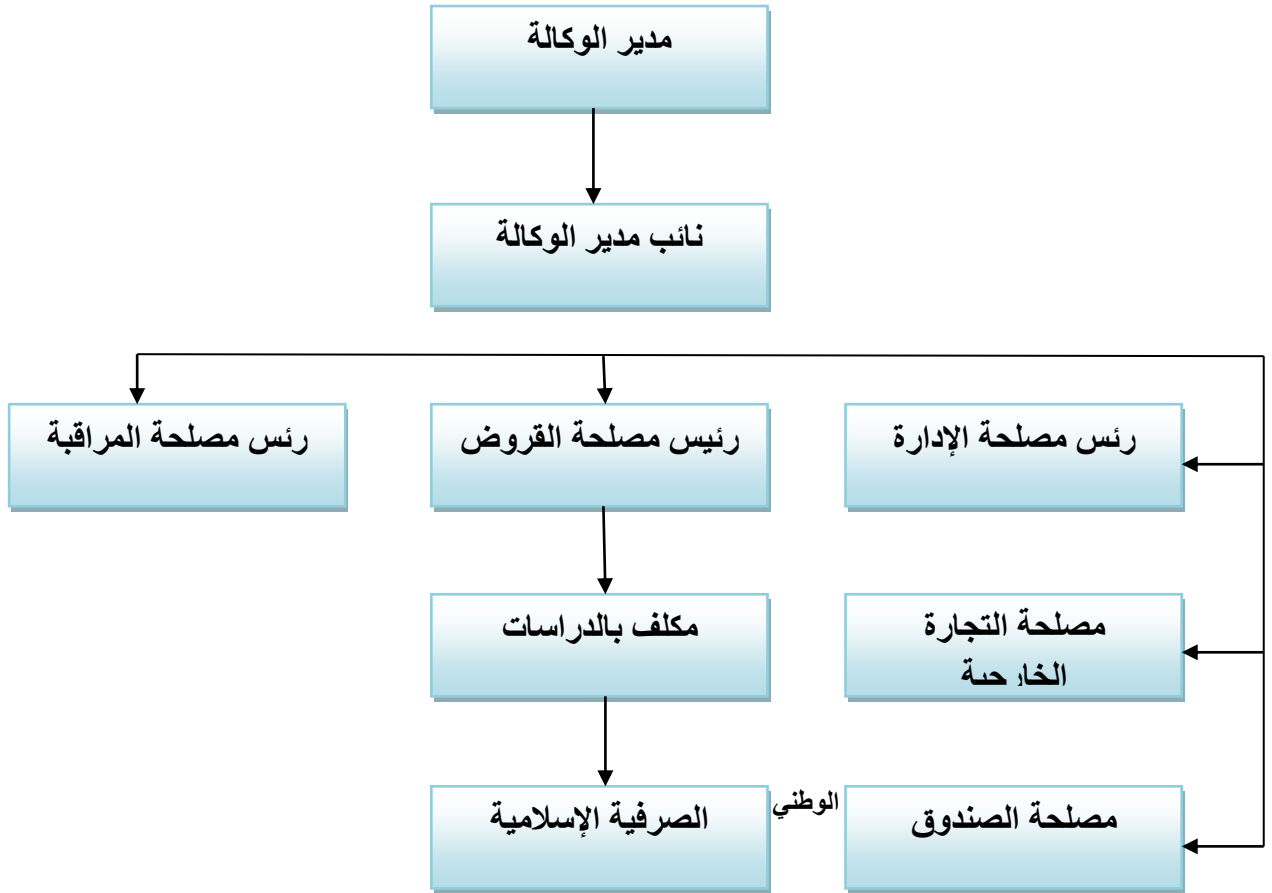 مدير الوكالة
نائب مدير الوكالة
رئس مصلحة الإدارة
رئيس مصلحة القروض
رئس مصلحة المراقبة
مصلحة التجارة
الخارجية
مكلف بالدراسات
مصلحة الصندوق
الوطني
الصرفية الإسلامية